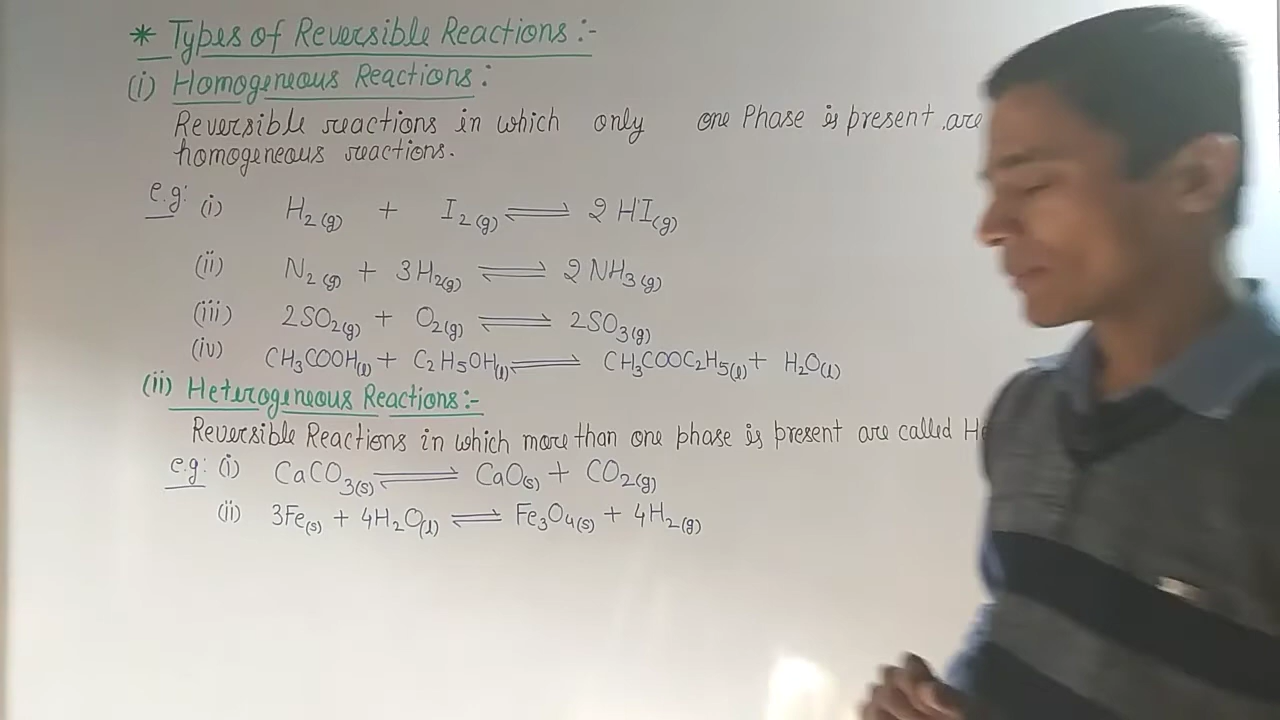 * Types of Reversible Reactions :-
(i) Homogeneous Reactions :
Reversible reactions in which only one Phase is present are
homogeneous reactions.
e.g: (i) H2(g) + I2(g) ⇌ 2HI(g)
(ii) N2(g) + 3H2(g) ⇌ 2NH3(g)
(iii) 2SO2(g) + O2(g) ⇌ 2SO3(g)
(iv) CH3COOH(l) + C2H5OH(l) ⇌ CH3COOC2H5(l) + H2O(l)
(ii) Heterogeneous Reactions :-
Reversible Reactions in which more than one phase is present are called
e.g: (i) CaCO3(s) ⇌ CaO(s) + CO2(g)
(ii) 3Fe(s) + 4H2O(l) ⇌ Fe3O4(s) + 4H2(g)